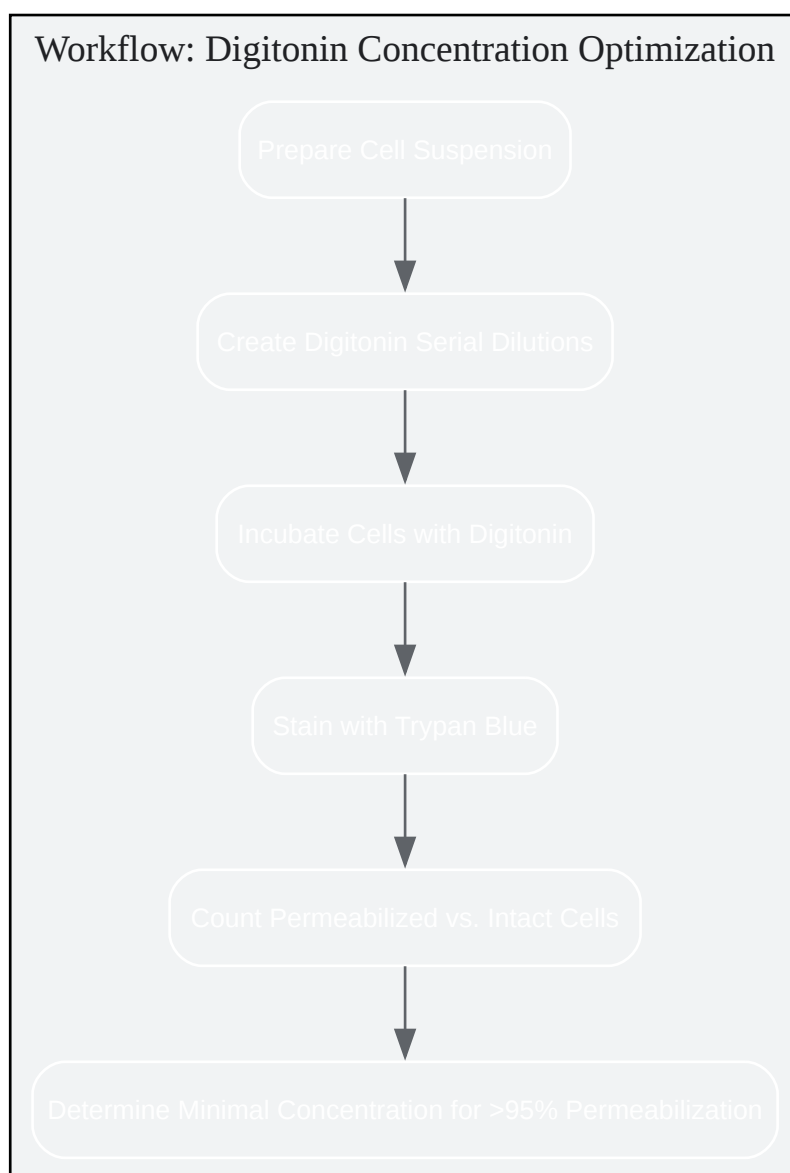 Workflow: Digitonin Concentration Optimization
Prepare Cell Suspension
Create Digitonin Serial Dilutions
Incubate Cells with Digitonin
Stain with Trypan Blue
Count Permeabilized vs. Intact Cells
Determine Minimal Concentration for >95% Permeabilization